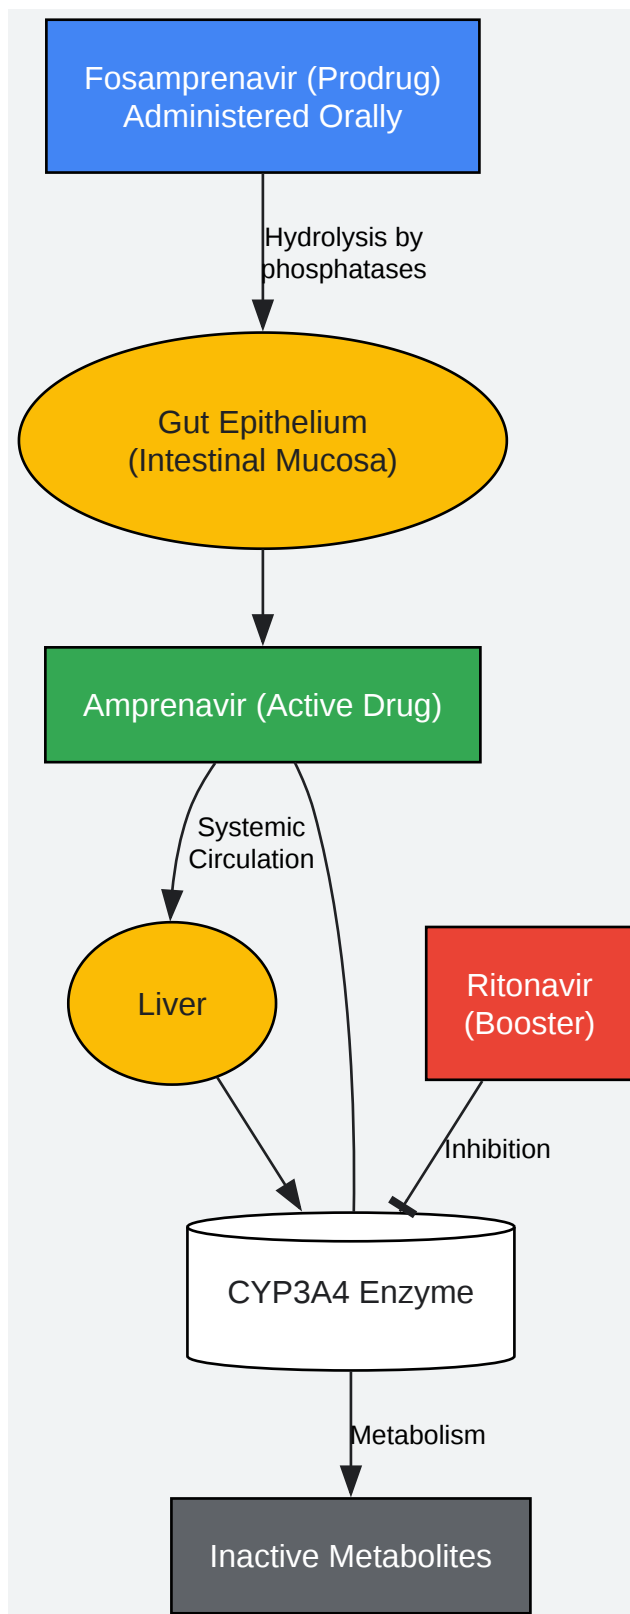 Fosamprenavir (Prodrug)
Administered Orally
Hydrolysis by
phosphatases
Gut Epithelium
(Intestinal Mucosa)
Amprenavir (Active Drug)
Systemic
Circulation
Liver
Ritonavir
(Booster)
Inhibition
CYP3A4 Enzyme
Metabolism
Inactive Metabolites